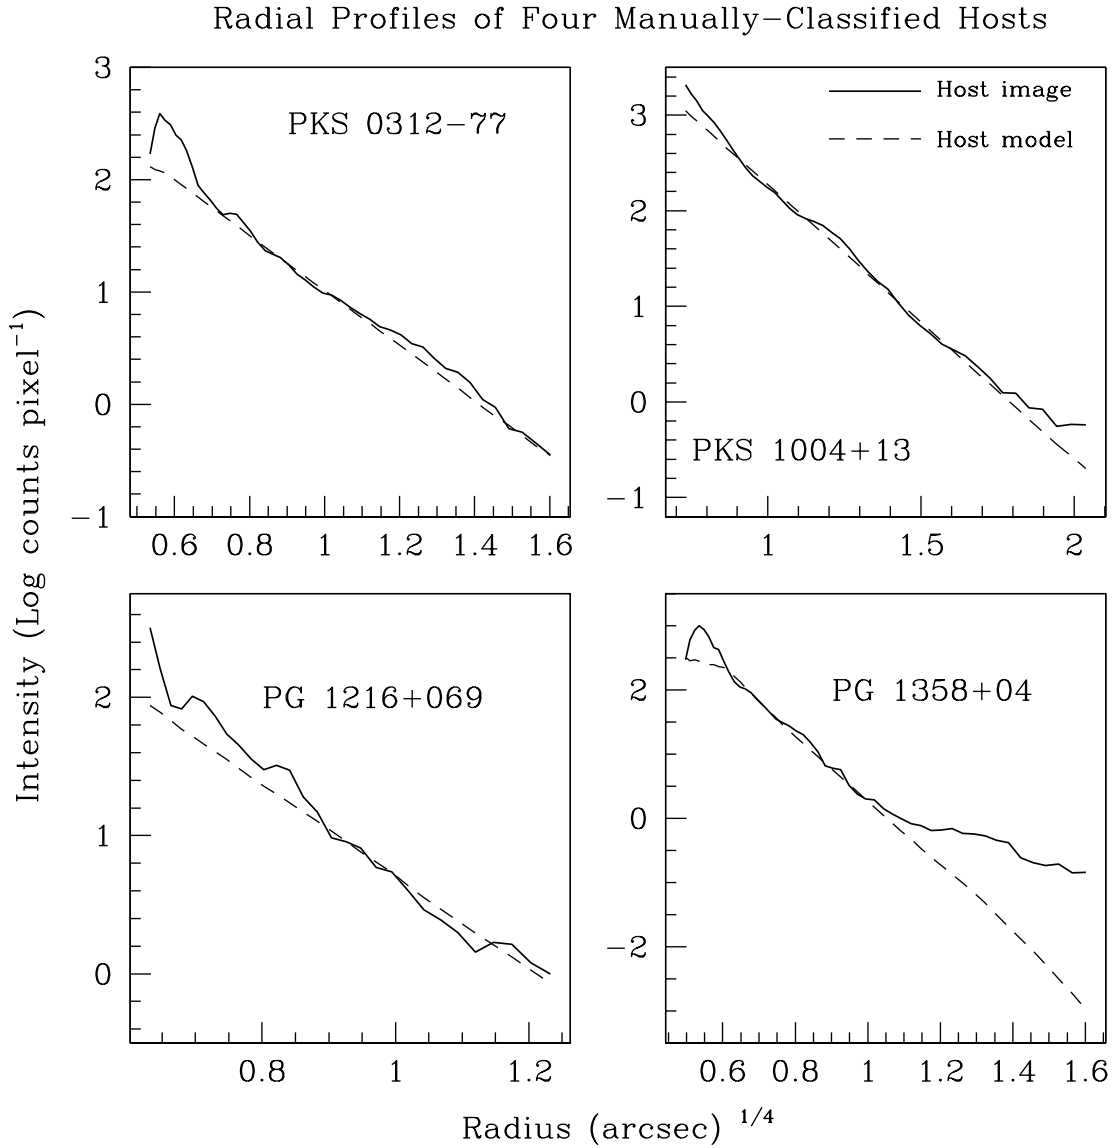 Radial Profiles of Four Manually-Classified Hosts
Intensity (Log counts pixel⁻¹)
PKS 0312-77
3
2
1
0
-1
0.6 0.8 1 1.2 1.4 1.6
Host image
Host model
PKS 1004+13
3
2
1
0
-1
1 1.5 2
PG 1216+069
2
1
0
0.8 1 1.2
PG 1358+04
2
0
-2
0.6 0.8 1 1.2 1.4 1.6
Radius (arcsec) 1/4